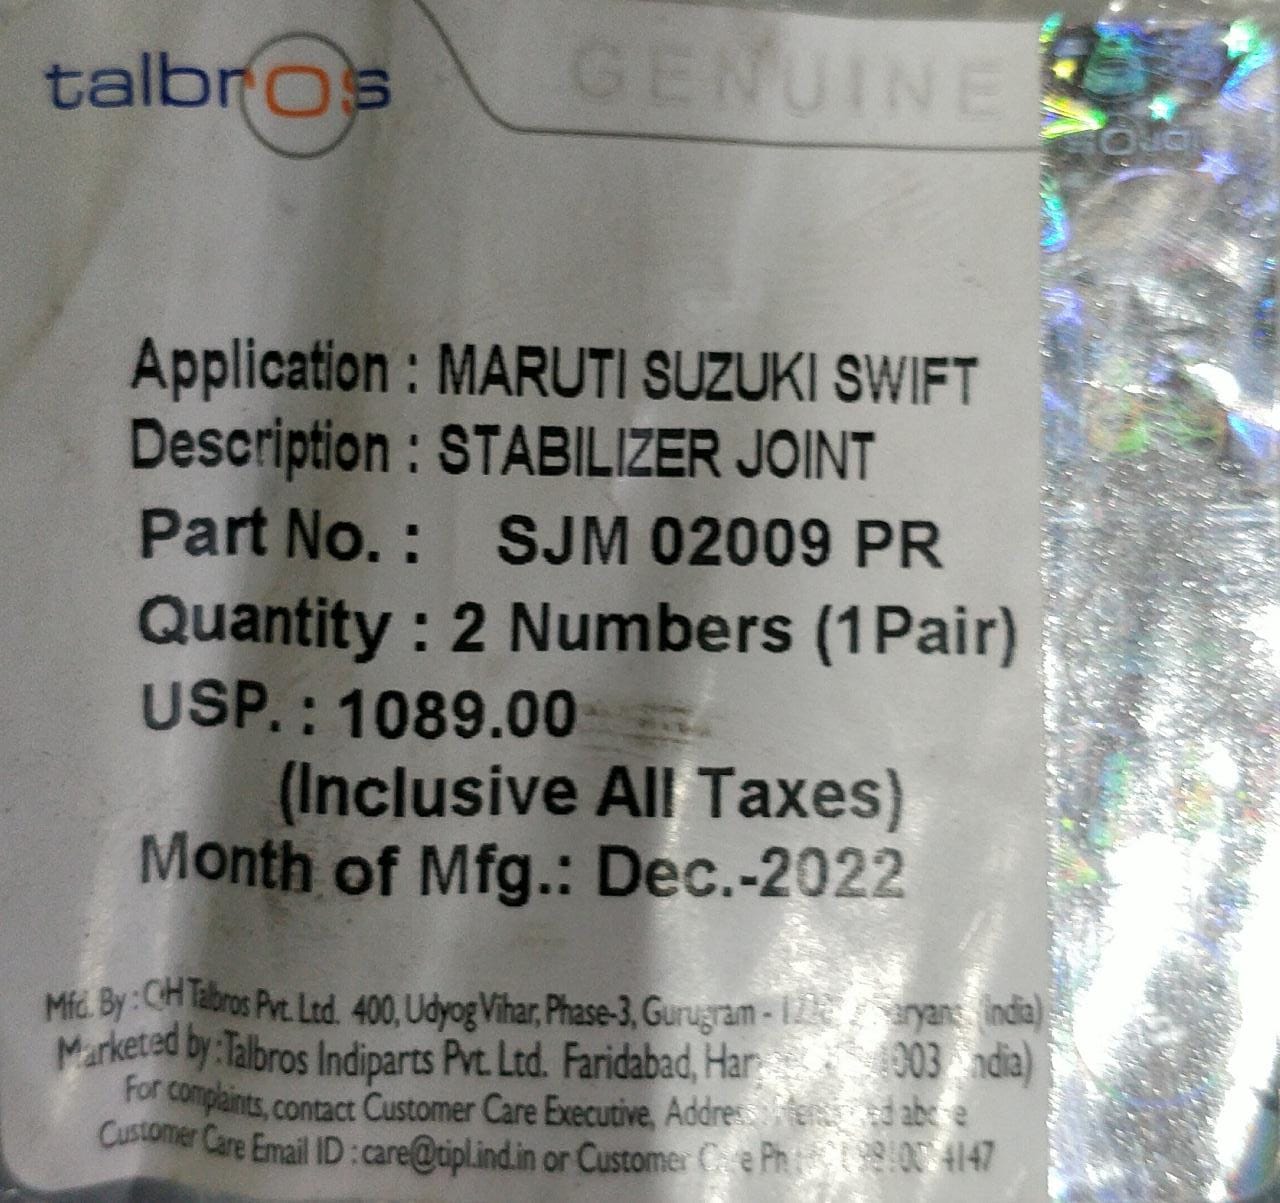 talbros
GENUINE
Application : MARUTI SUZUKI SWIFT
Description : STABILIZER JOINT
Part No. : SJM 02009 PR
Quantity : 2 Numbers (1Pair)
USP. : 1089.00
(Inclusive All Taxes)
Month of Mfg.: Dec.-2022
Mfd. By : QH Talbros Pvt. Ltd. 400, Udyog Vihar, Phase-3, Gurugram - (India)
Marketed by :Talbros Indiparts Pvt. Ltd. Faridabad,
For complaints, contact Customer Care Executive,
Customer Care Email ID : care@tipl.ind.in or Customer